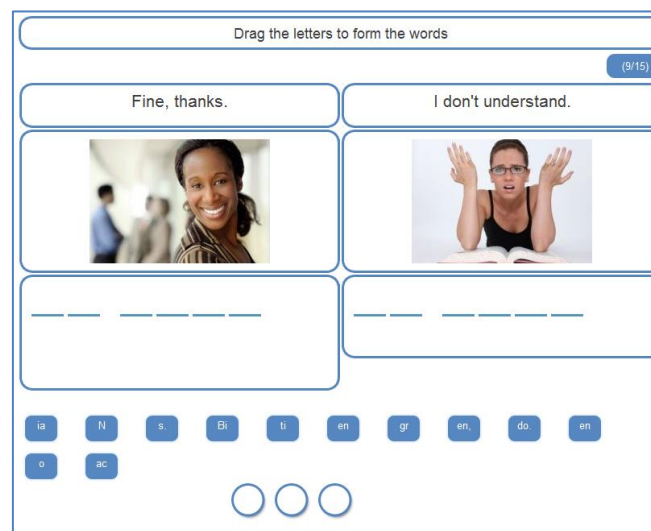 Drag the letters to form the words
(9/15)
Fine, thanks.
I don't understand.
ia N s. Bi ti en gr en, do. en
o ac